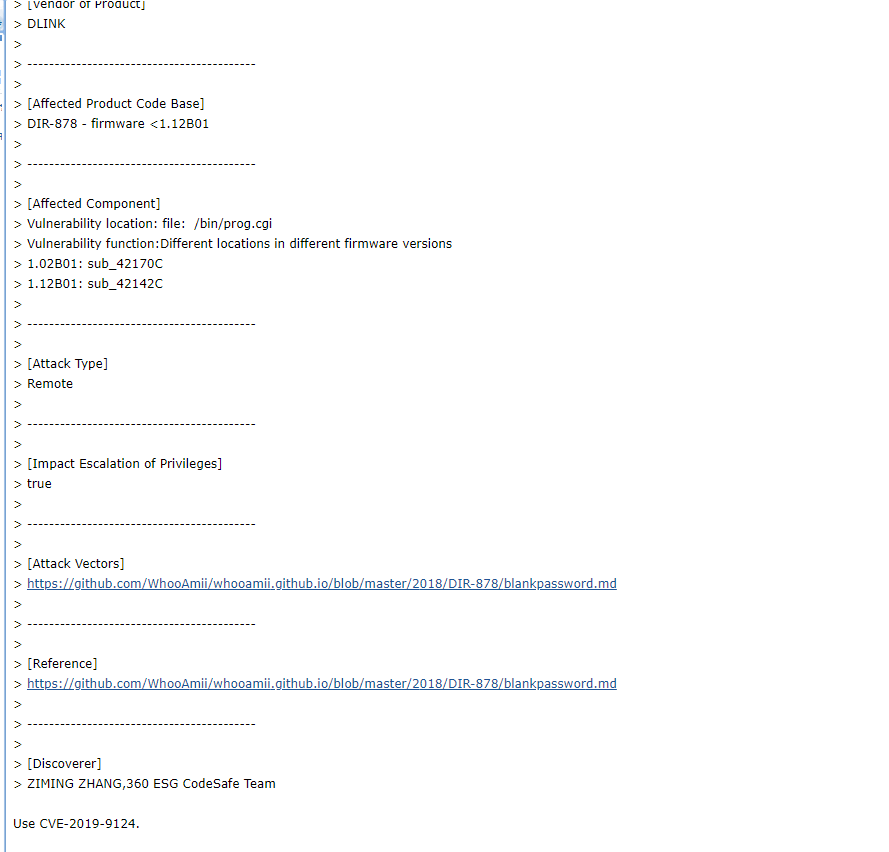 > [Vendor of Product]
> DLINK
>
> ------------------------------------------
>
> [Affected Product Code Base]
> DIR-878 - firmware <1.12B01
>
> ------------------------------------------
>
> [Affected Component]
> Vulnerability location: file:  /bin/prog.cgi
> Vulnerability function:Different locations in different firmware versions
> 1.02B01: sub_42170C
> 1.12B01: sub_42142C
>
> ------------------------------------------
>
> [Attack Type]
> Remote
>
> ------------------------------------------
>
> [Impact Escalation of Privileges]
> true
>
> ------------------------------------------
>
> [Attack Vectors]
> https://github.com/WhooAmii/whooamii.github.io/blob/master/2018/DIR-878/blankpassword.md
>
> ------------------------------------------
>
> [Reference]
> https://github.com/WhooAmii/whooamii.github.io/blob/master/2018/DIR-878/blankpassword.md
>
> ------------------------------------------
>
> [Discoverer]
> ZIMING ZHANG,360 ESG CodeSafe Team

Use CVE-2019-9124.